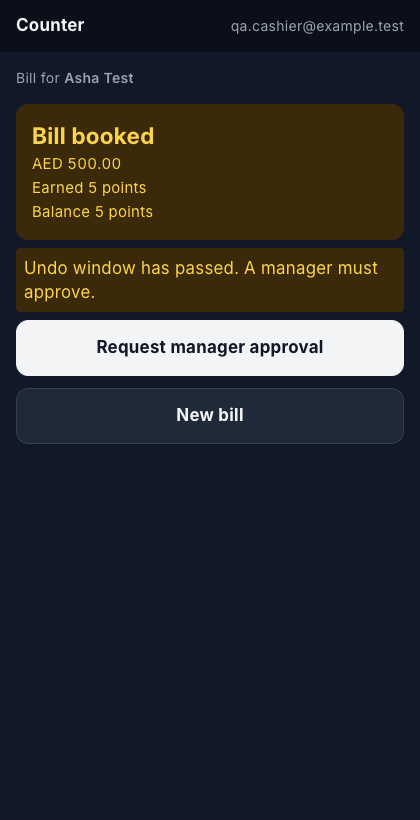 Counter
qa.cashier@example.test
Bill for Asha Test
Bill booked
AED 500.00
Earned 5 points
Balance 5 points
Undo window has passed. A manager must
approve.
Request manager approval
New bill